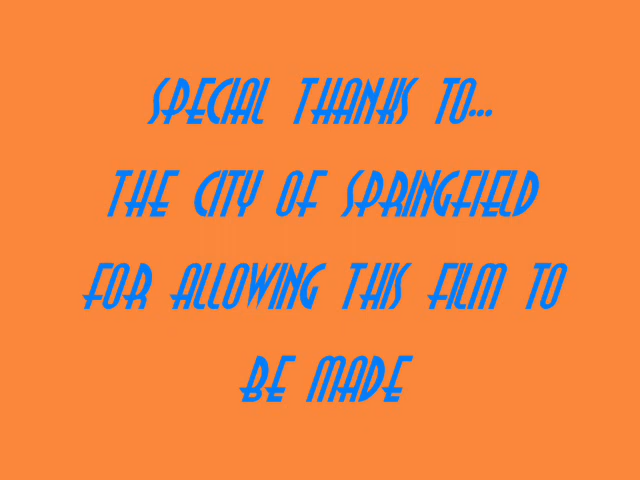 SPECIAL THANKS TO...
THE CITY OF SPRINGFIELD
FOR ALLOWING THIS FILM TO
BE MADE